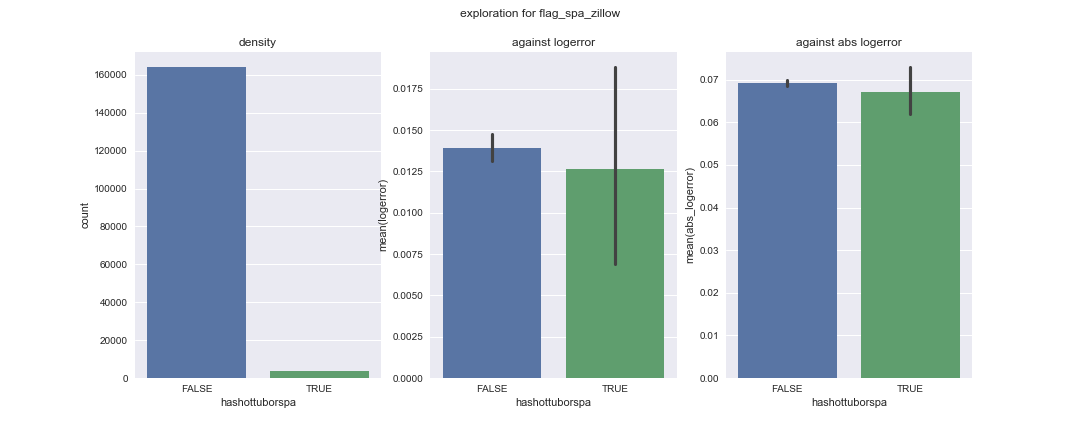 exploration for flag_spa_zillow
density
count
160000
140000
120000
100000
80000
60000
40000
20000
0
FALSE
TRUE
hashottuborspa
against logerror
mean(logerror)
0.0175
0.0150
0.0125
0.0100
0.0075
0.0050
0.0025
0.0000
FALSE
TRUE
hashottuborspa
against abs logerror
mean(abs_logerror)
0.07
0.06
0.05
0.04
0.03
0.02
0.01
0.00
FALSE
TRUE
hashottuborspa